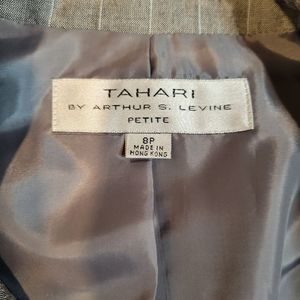 TAHARI
BY ARTHUR S. LEVINE
PETITE
8P
MADE IN
HONG KONG